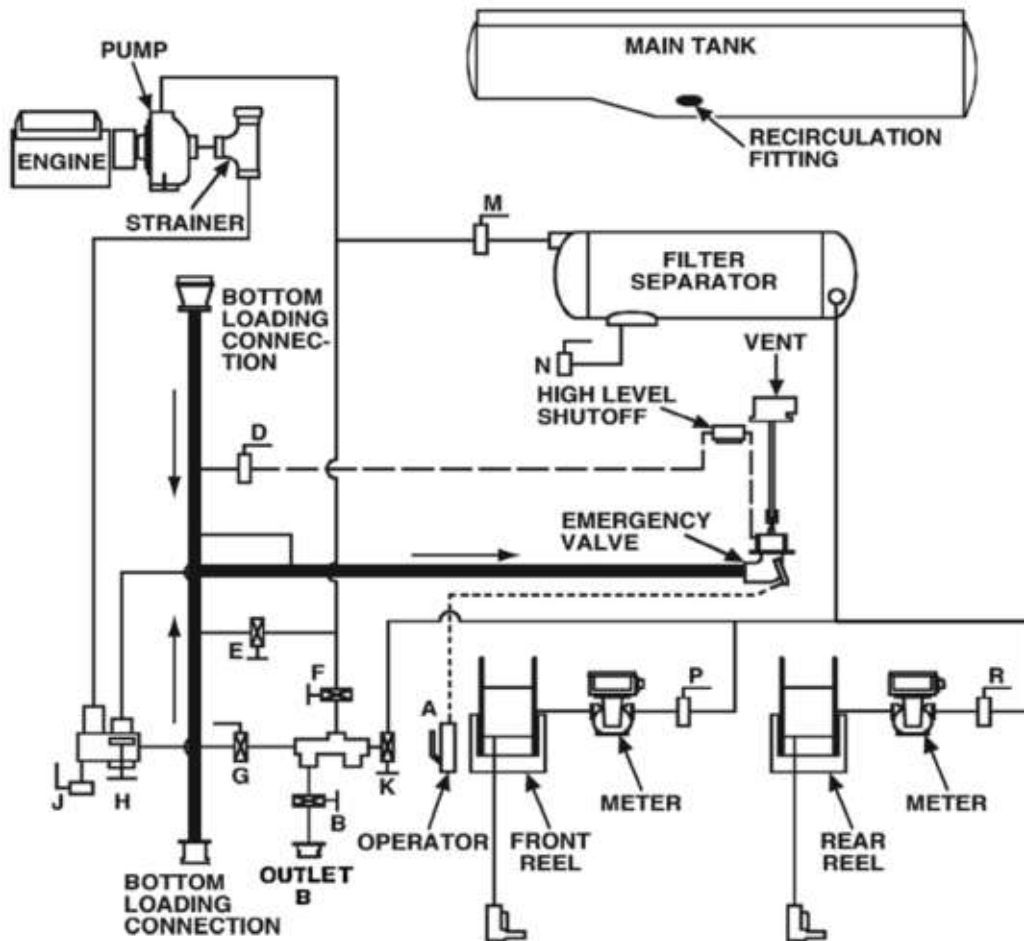 MAIN TANK
PUMP
ENGINE
RECIRCULATION
FITTING
STRAINER
M
FILTER
SEPARATOR
BOTTOM
LOADING
CONNEC-
TION
N
VENT
HIGH LEVEL
SHUTOFF
D
EMERGENCY
VALVE
E
F
A
P
R
G
K
J
H
B
OPERATOR
FRONT
REEL
METER
REAR
REEL
METER
OUTLET
B
BOTTOM
LOADING
CONNECTION